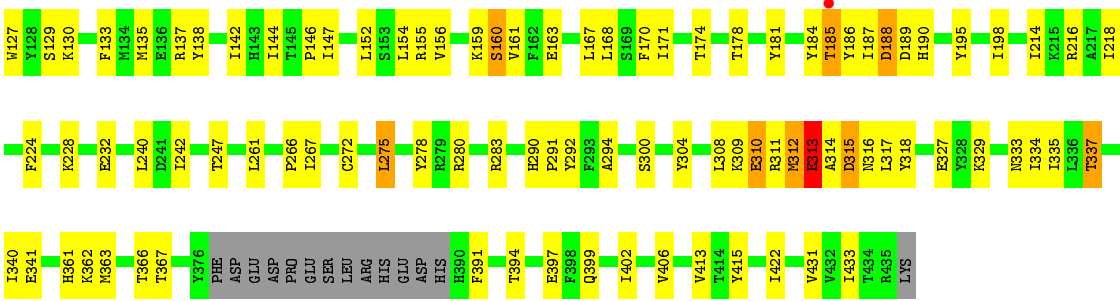 W127 Y128 S129 K130 F133 M134 M135 E136 R137 Y138 I142 H143 I144 T145 P146 I147 L152 S153 L154 R155 V156 K159 S160 V161 F162 E163 L167 L168 S169 F170 I171 T174 T178 Y181 Y184 T185 Y186 L187 D188 D189 H190 Y195 I198 I214 K215 R216 A217 I218
F224 K228 E232 L240 D241 I242 T247 L261 P266 I267 C272 L275 Y278 R279 R280 R283 H290 P291 Y292 F293 A294 S300 Y304 L308 K309 E310 R311 M312 E313 A314 D315 N316 L317 Y318 E327 Y328 K329 N333 I334 I335 L336 T337
I340 E341 H361 K362 M363 T366 T367 Y376 PHE ASP GLU ASP PRO GLU SER LEU ARG HIS GLU ASP HIS H390 F391 T394 E397 F398 Q399 I402 V406 V413 T414 Y415 I422 V431 V432 I433 T434 R435 LYS